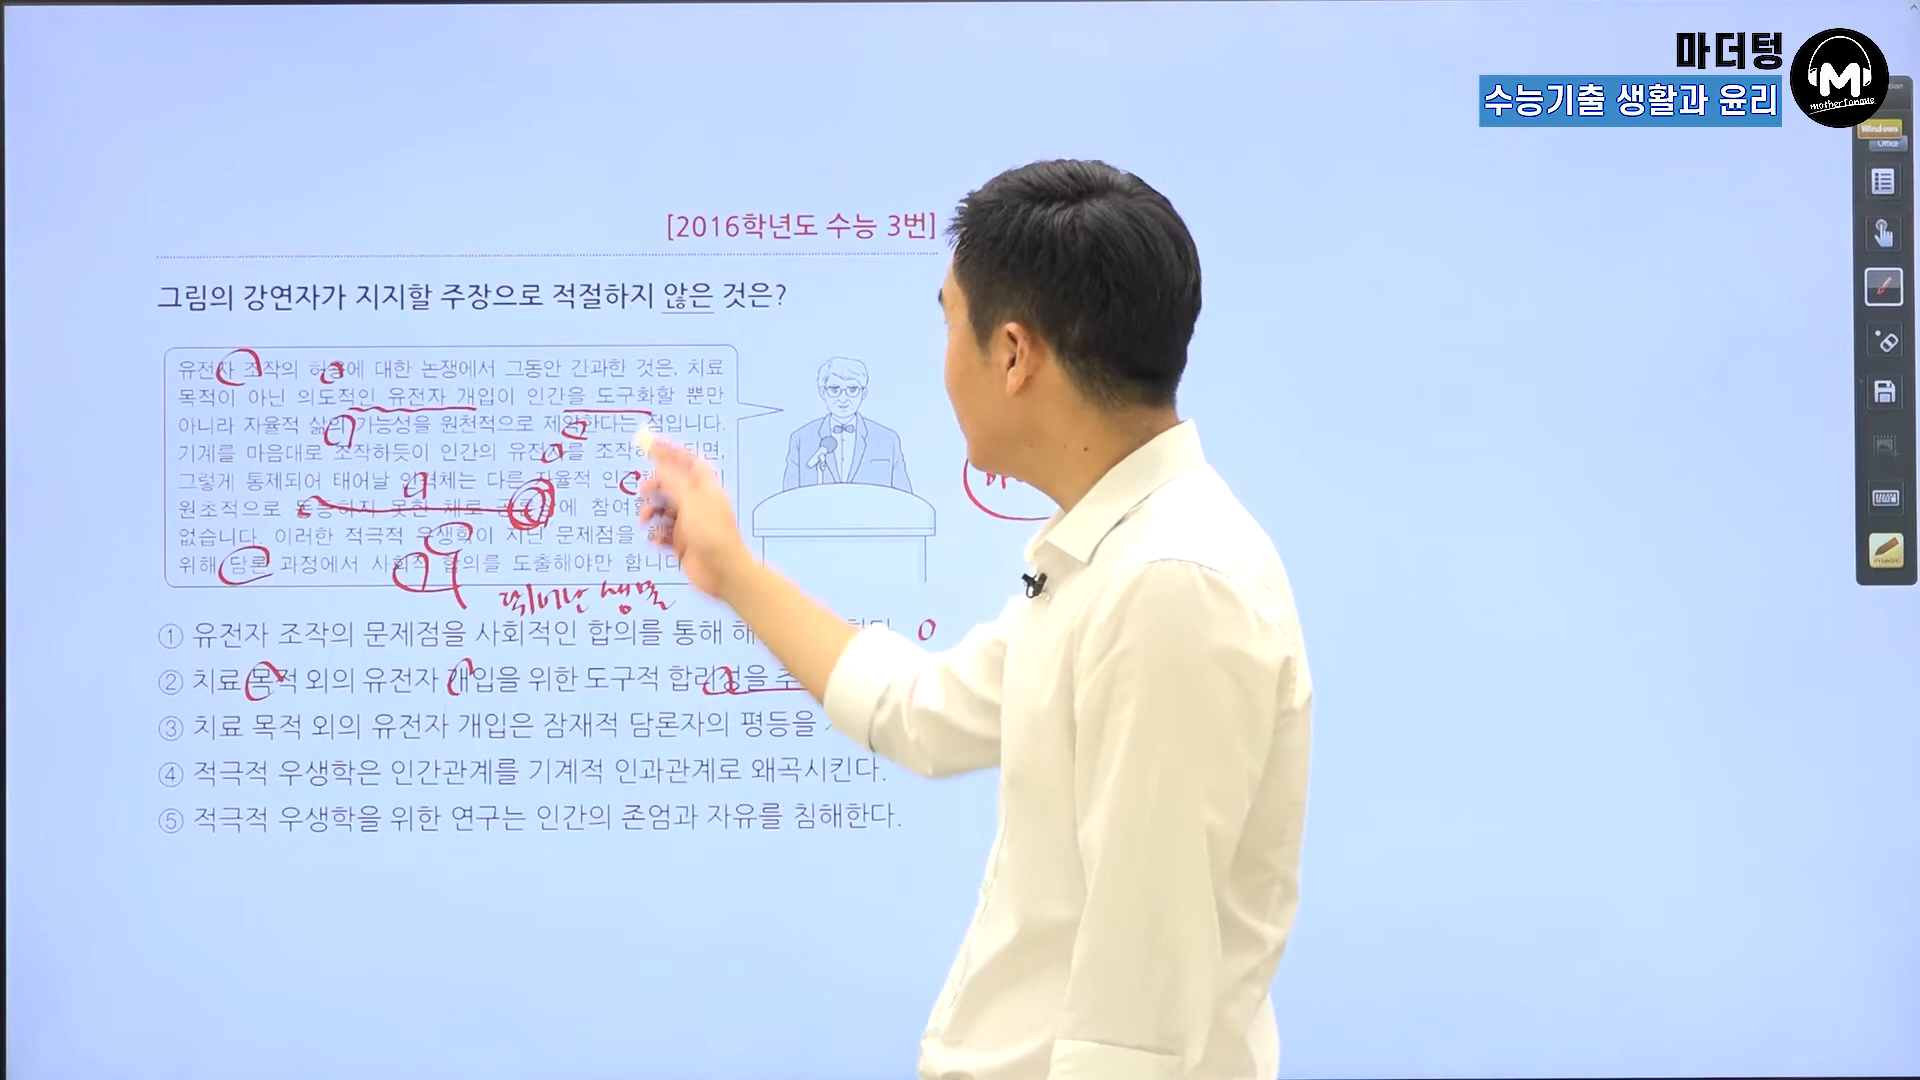 마더텅
수능기출 생활과 윤리
M
mothertongue
Windows
Office
[2016학년도 수능 3번]
그림의 강연자가 지지할 주장으로 적절하지 않은 것은?
유전자 조작의 허용에 대한 논쟁에서 그동안 간과한 것은, 치료
목적이 아닌 의도적인 유전자 개입이 인간을 도구화할 뿐만
아니라 자율적 삶의 가능성을 원천적으로 제약한다는 점입니다.
기계를 마음대로 조작하듯이 인간의 유전자를 조작하 되면,
그렇게 통제되어 태어날 인격체는 다른 자율적 인격체
원초적으로 동등하지 못한 채로 공론장에 참여할
없습니다. 이러한 적극적 우생학이 지닌 문제점을 해
위해 담론 과정에서 사회적 합의를 도출해야만 합니다
뛰어난 생물
① 유전자 조작의 문제점을 사회적인 합의를 통해 해
② 치료 목적 외의 유전자 개입을 위한 도구적 합리성을 추
③ 치료 목적 외의 유전자 개입은 잠재적 담론자의 평등을
④ 적극적 우생학은 인간관계를 기계적 인과관계로 왜곡시킨다.
⑤ 적극적 우생학을 위한 연구는 인간의 존엄과 자유를 침해한다.